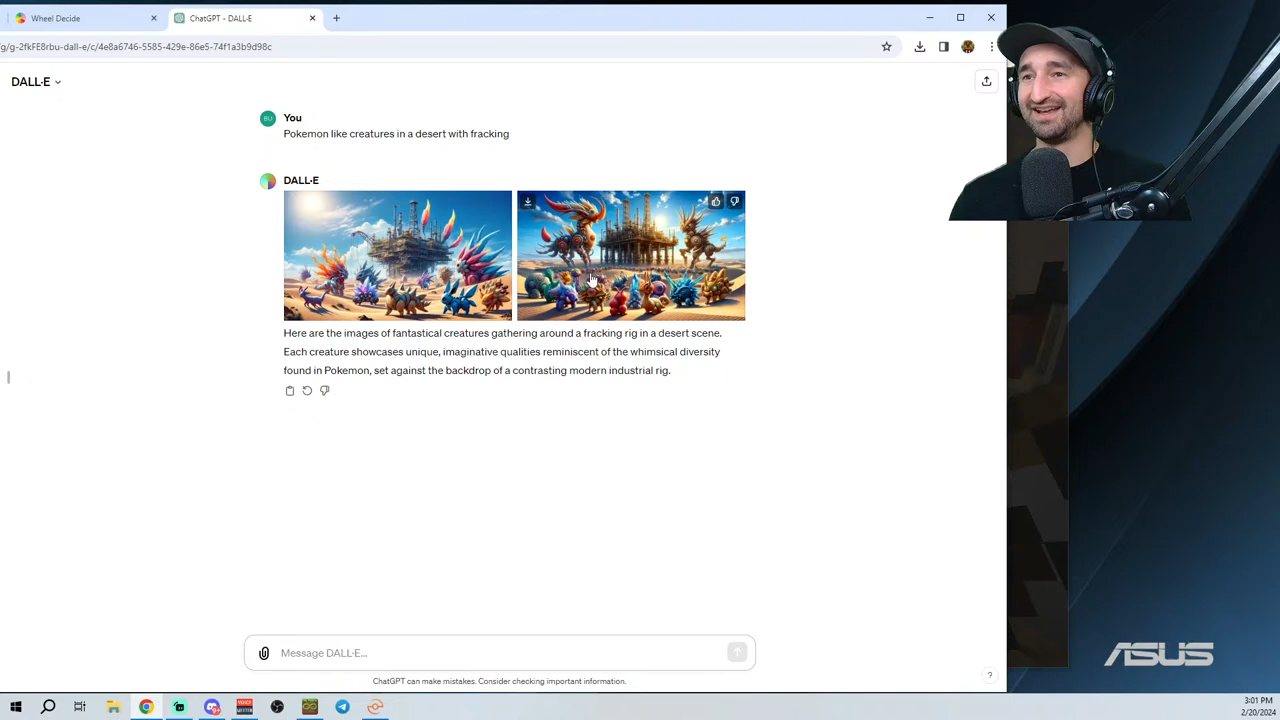 Wheel Decide
ChatGPT - DALL·E
/g/g-2fkFE8rbu-dall-e/c/4e8a6746-5585-429e-86e5-74f1a3b9d98c
DALL·E
BU
You
Pokemon like creatures in a desert with fracking
DALL·E
Here are the images of fantastical creatures gathering around a fracking rig in a desert scene.
Each creature showcases unique, imaginative qualities reminiscent of the whimsical diversity
found in Pokemon, set against the backdrop of a contrasting modern industrial rig.
Message DALL·E...
ChatGPT can make mistakes. Consider checking important information.
?
ASUS
3:01 PM
2/20/2024